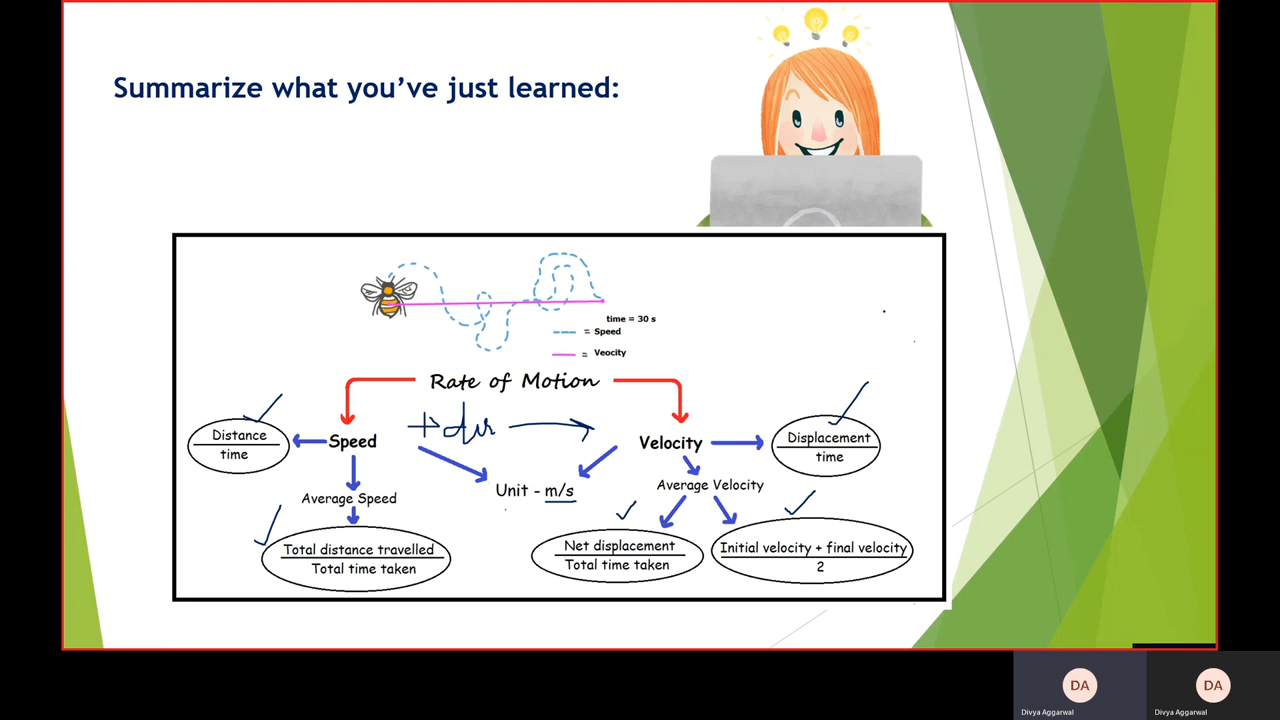 Summarize what you’ve just learned:
time = 30 s
= Speed
= Veocity
Rate of Motion
Distance
time
Speed
+ dir
Velocity
Displacement
time
Unit - m/s
Average Speed
Average Velocity
Total distance travelled
Total time taken
Net displacement
Total time taken
Initial velocity + final velocity
2
DA
Divya Aggarwal
DA
Divya Aggarwal